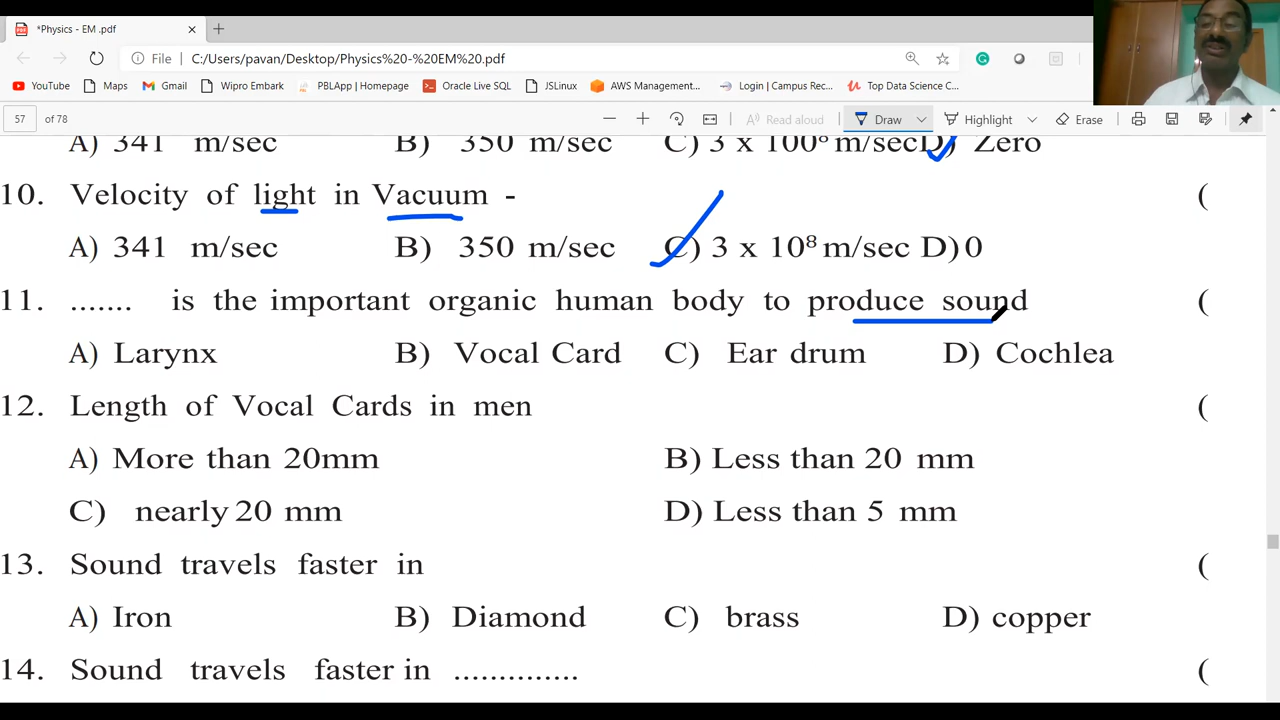 *Physics - EM .pdf
File C:/Users/pavan/Desktop/Physics%20-%20EM%20.pdf
YouTube Maps Gmail Wipro Embark PBLApp | Homepage Oracle Live SQL JSLinux AWS Management... Login | Campus Rec... Top Data Science C...
57 of 78 Read aloud Draw Highlight Erase
A) 341 m/sec B) 350 m/sec C) 3 x 100⁸ m/sec D) Zero
10. Velocity of light in Vacuum - (
A) 341 m/sec B) 350 m/sec C) 3 x 10⁸ m/sec D) 0
11. ....... is the important organic human body to produce sound (
A) Larynx B) Vocal Card C) Ear drum D) Cochlea
12. Length of Vocal Cards in men (
A) More than 20mm B) Less than 20 mm
C) nearly 20 mm D) Less than 5 mm
13. Sound travels faster in (
A) Iron B) Diamond C) brass D) copper
14. Sound travels faster in .............. (